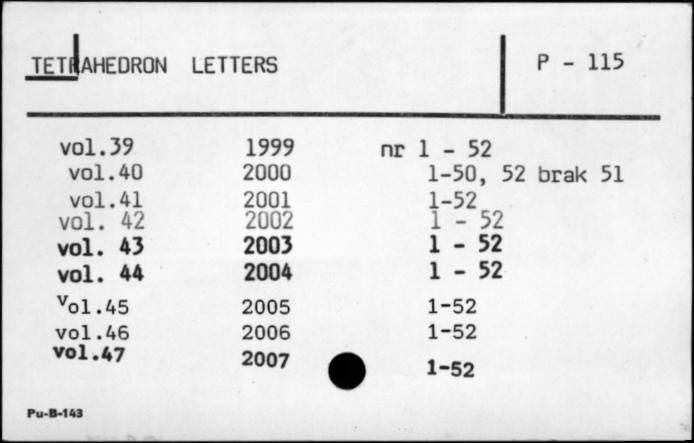 TETRAHEDRON LETTERS P - 115
vol.39 1999 nr 1 - 52
vol.40 2000 1-50, 52 brak 51
vol.41 2001 1-52
vol. 42 2002 1 - 52
vol. 43 2003 1 - 52
vol. 44 2004 1 - 52
vol.45 2005 1-52
vol.46 2006 1-52
vol.47 2007 1-52
Pu-B-143